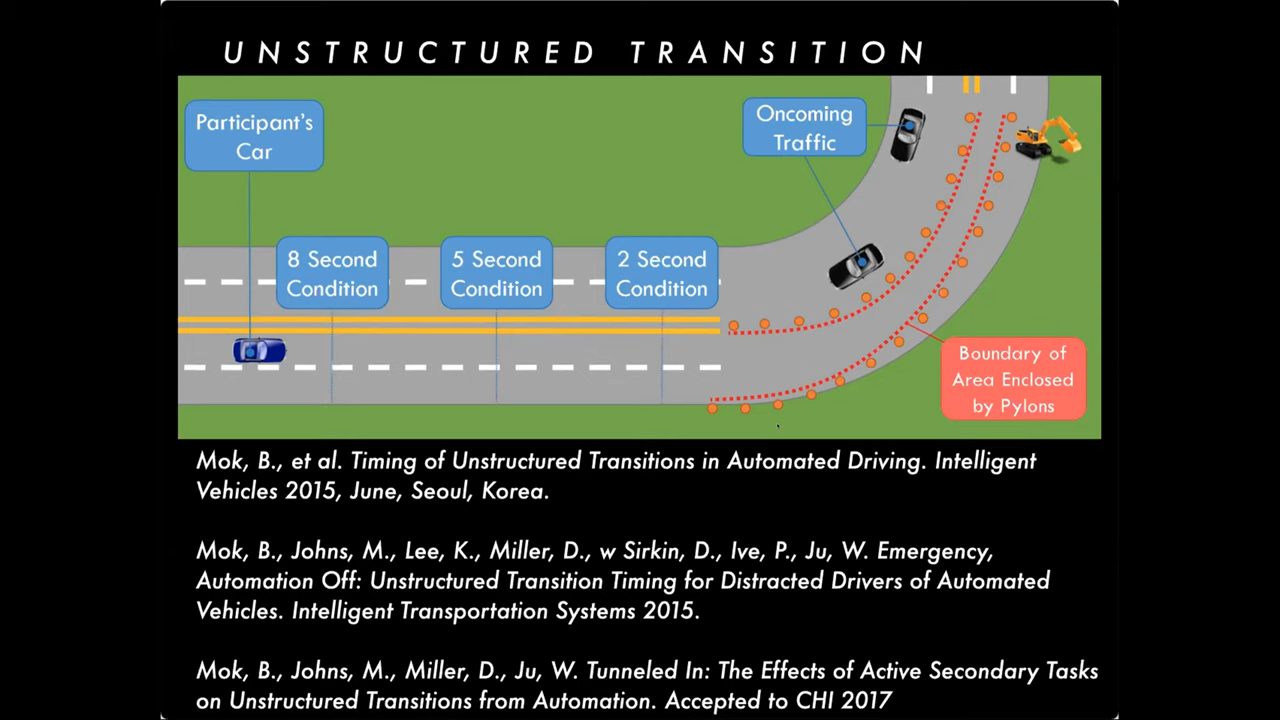 UNSTRUCTURED TRANSITION
Participant's
Car
Oncoming
Traffic
8 Second
Condition
5 Second
Condition
2 Second
Condition
Boundary of
Area Enclosed
by Pylons
Mok, B., et al. Timing of Unstructured Transitions in Automated Driving. Intelligent
Vehicles 2015, June, Seoul, Korea.
Mok, B., Johns, M., Lee, K., Miller, D., w Sirkin, D., Ive, P., Ju, W. Emergency,
Automation Off: Unstructured Transition Timing for Distracted Drivers of Automated
Vehicles. Intelligent Transportation Systems 2015.
Mok, B., Johns, M., Miller, D., Ju, W. Tunneled In: The Effects of Active Secondary Tasks
on Unstructured Transitions from Automation. Accepted to CHI 2017